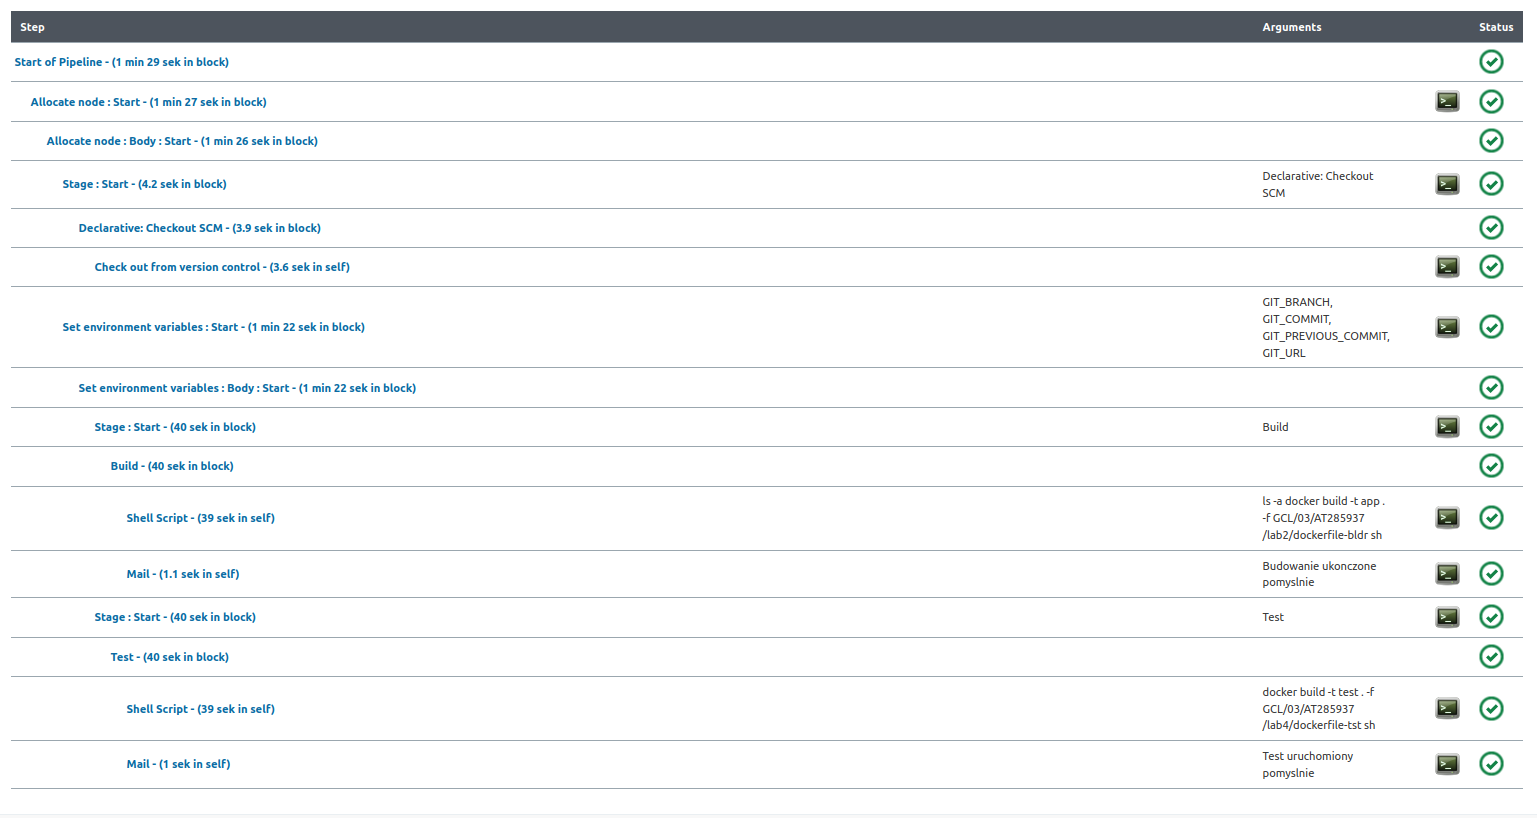 Step Arguments Status
Start of Pipeline - (1 min 29 sek in block)
Allocate node : Start - (1 min 27 sek in block)
Allocate node : Body : Start - (1 min 26 sek in block)
Stage : Start - (4.2 sek in block)
Declarative: Checkout
SCM
Declarative: Checkout SCM - (3.9 sek in block)
Check out from version control - (3.6 sek in self)
Set environment variables : Start - (1 min 22 sek in block)
GIT_BRANCH,
GIT_COMMIT,
GIT_PREVIOUS_COMMIT,
GIT_URL
Set environment variables : Body : Start - (1 min 22 sek in block)
Stage : Start - (40 sek in block)
Build
Build - (40 sek in block)
Shell Script - (39 sek in self)
ls -a docker build -t app .
-f GCL/03/AT285937
/lab2/dockerfile-bldr sh
Mail - (1.1 sek in self)
Budowanie ukonczone
pomyslnie
Stage : Start - (40 sek in block)
Test
Test - (40 sek in block)
Shell Script - (39 sek in self)
docker build -t test . -f
GCL/03/AT285937
/lab4/dockerfile-tst sh
Mail - (1 sek in self)
Test uruchomiony
pomyslnie